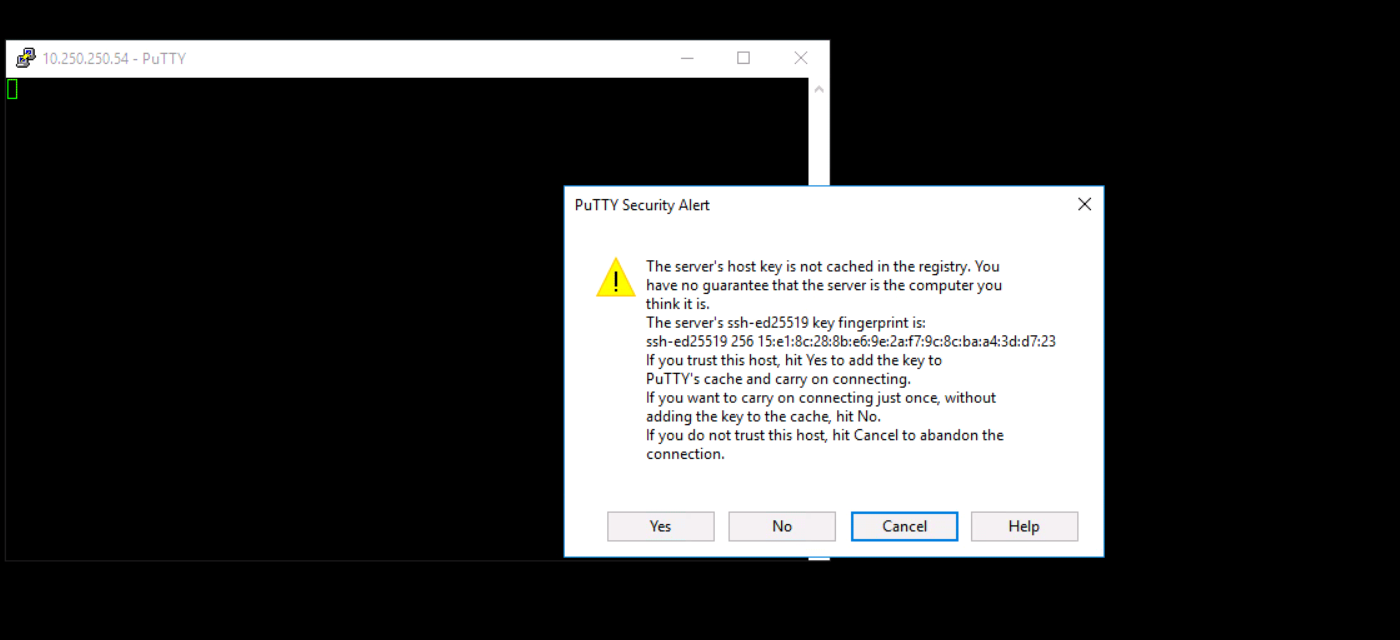 10.250.250.54 - PuTTY
PuTTY Security Alert
The server's host key is not cached in the registry. You
have no guarantee that the server is the computer you
think it is.
The server's ssh-ed25519 key fingerprint is:
ssh-ed25519 256 15:e1:8c:28:8b:e6:9e:2a:f7:9c:8c:ba:a4:3d:d7:23
If you trust this host, hit Yes to add the key to
PuTTY's cache and carry on connecting.
If you want to carry on connecting just once, without
adding the key to the cache, hit No.
If you do not trust this host, hit Cancel to abandon the
connection.
Yes No Cancel Help